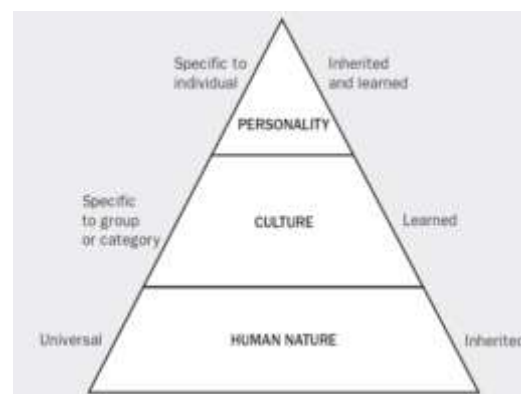 Specific to
individual
Inherited
and learned
PERSONALITY
Specific
to group
or category
CULTURE
Learned
Universal
HUMAN NATURE
Inherited